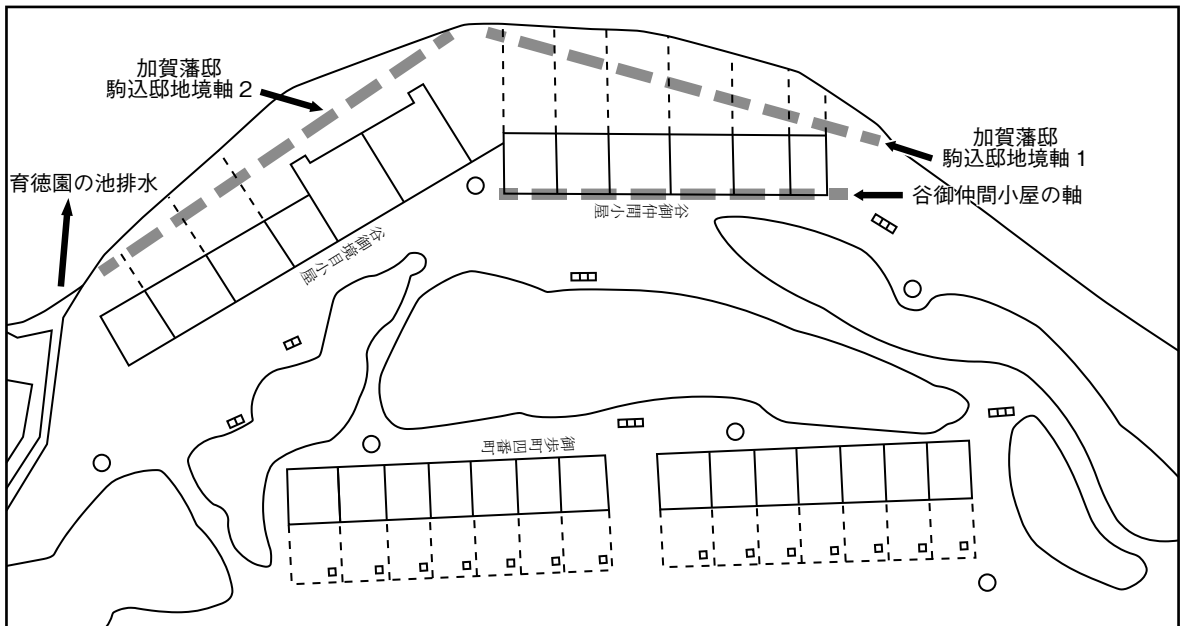 加賀藩邸
駒込邸地境軸2
加賀藩邸
駒込邸地境軸1
育徳園の池排水
谷御仲間小屋の軸
谷御仲間小屋
谷御境目小屋
御歩町四番町